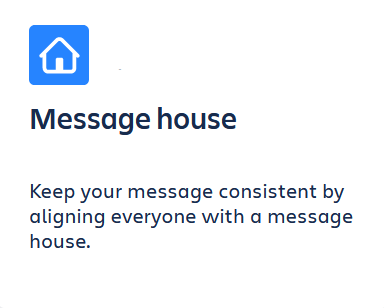 Message house
Keep your message consistent by
aligning everyone with a message
house.